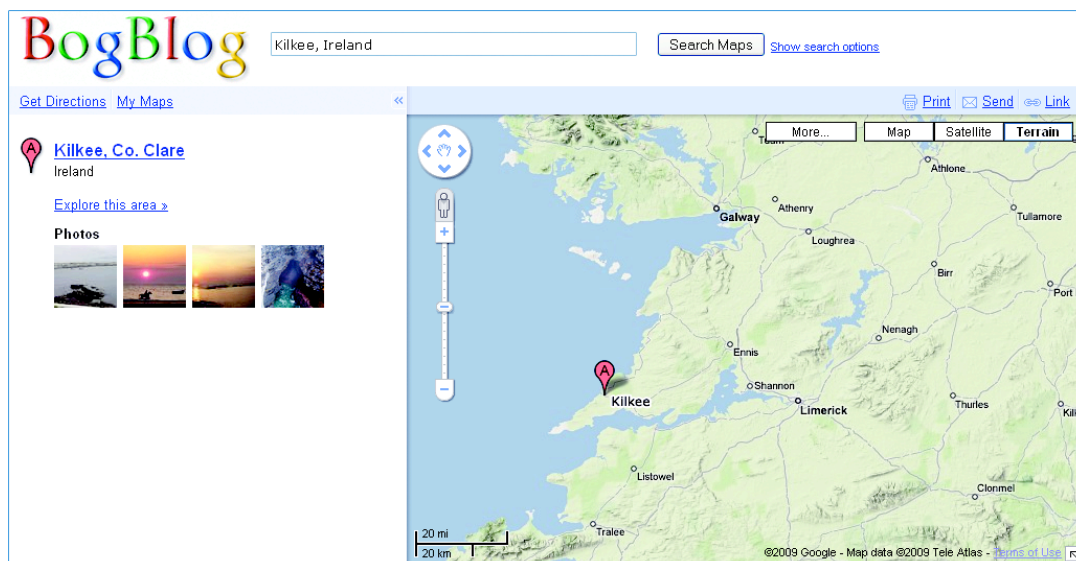 BogBlog
Kilkee, Ireland
Search Maps
Show search options
Get Directions
My Maps
«
Print
Send
Link
A
Kilkee, Co. Clare
Ireland
Explore this area »
Photos
More...
Map
Satellite
Terrain
Athlone
Athenry
Galway
Tullamore
Loughrea
Birr
Port
Nenagh
Ennis
A
Shannon
Kilkee
Limerick
Thurles
Listowel
Clonmel
Tralee
20 mi
20 km
©2009 Google - Map data ©2009 Tele Atlas - Terms of Use